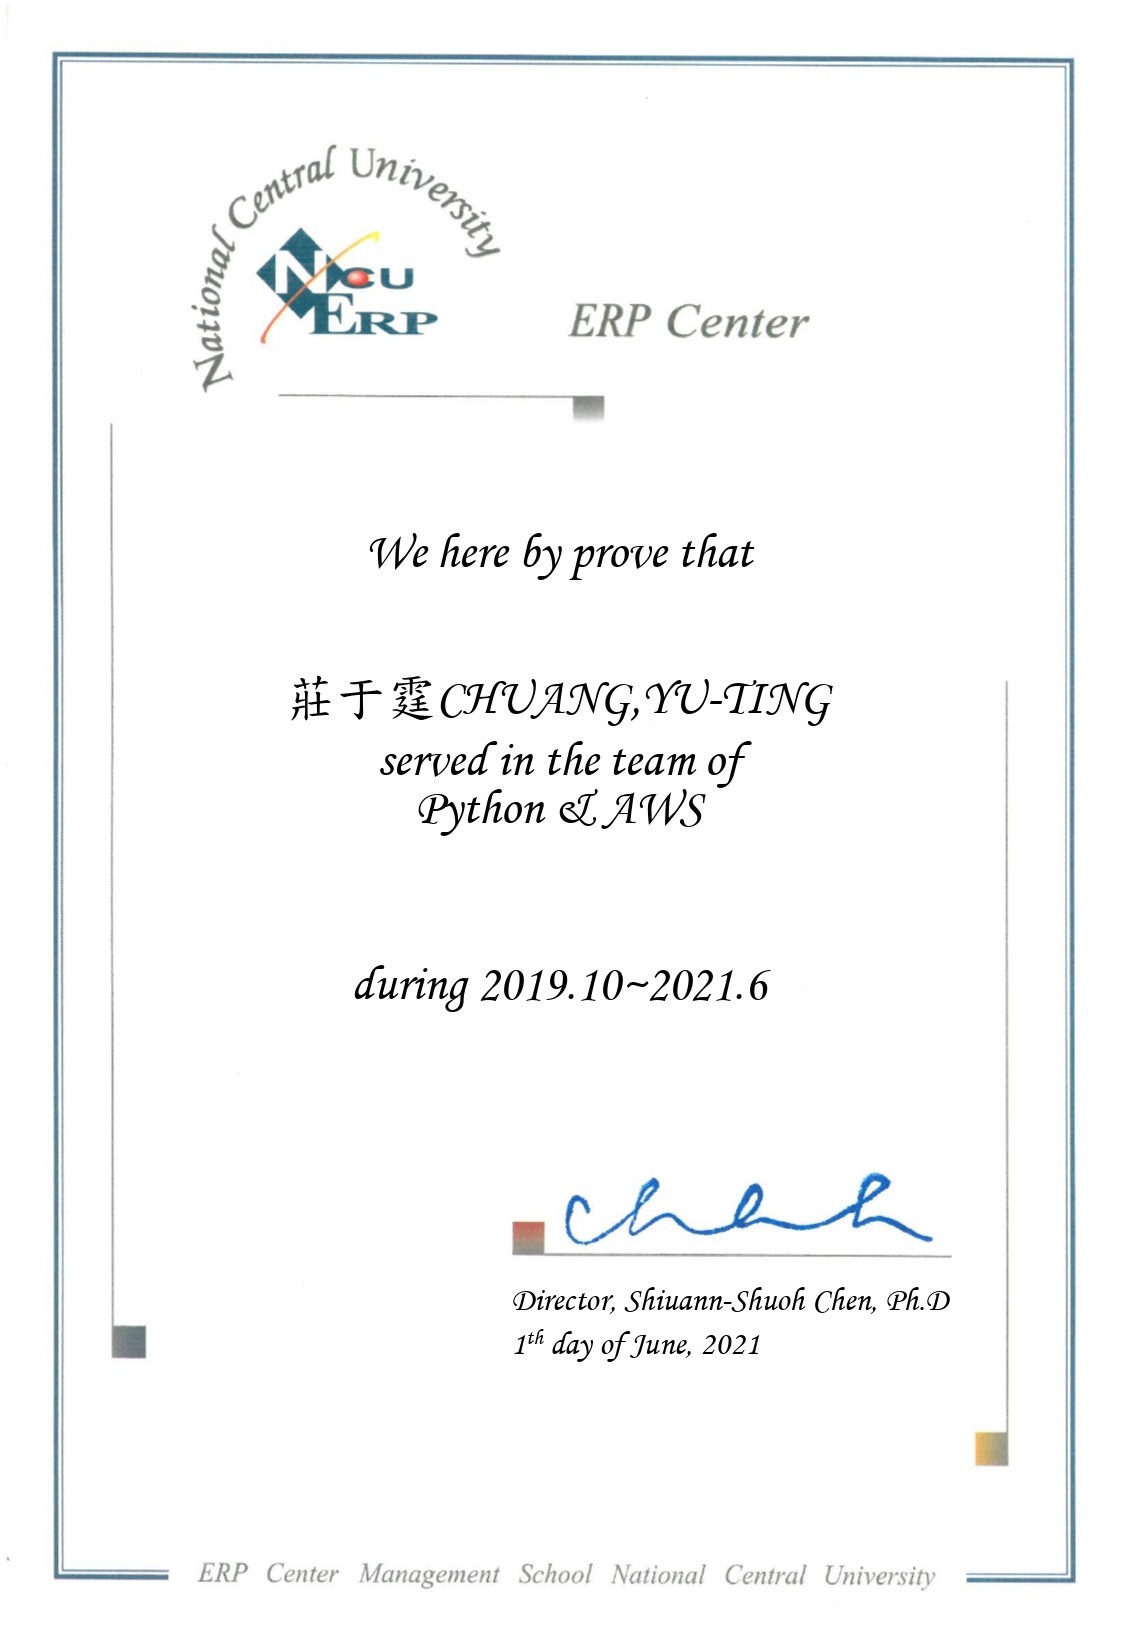 National Central University
NCU
ERP
ERP Center
We here by prove that
莊于霆CHUANG,YU-TING
served in the team of
Python & AWS
during 2019.10~2021.6
Chen
Director, Shiuann-Shuoh Chen, Ph.D
1th day of June, 2021
ERP Center Management School National Central University